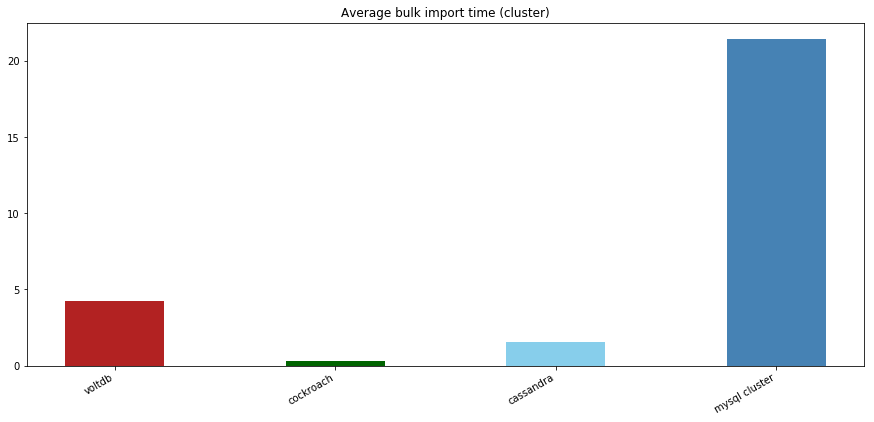 Average bulk import time (cluster)
20
15
10
5
0
voltdb
cockroach
cassandra
mysql cluster